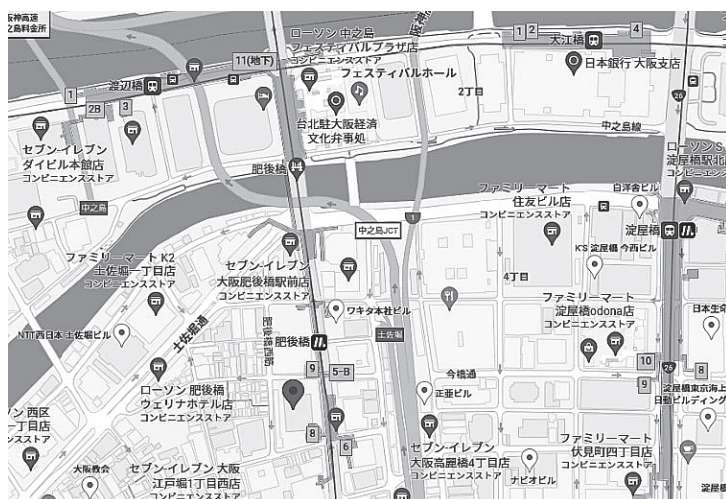 阪神高速
之島料金所
ローソン 中之島
フェスティバルプラザ店
コンビニエンスストア
11(地下)
1
2
4
大江橋
日本銀行 大阪支店
フェスティバルホール
渡辺橋
1
2B
3
2丁目
26
台北駐大阪経済
文化弁事処
中之島線
セブン-イレブン
ダイビル本館店
コンビニエンスストア
肥後橋
ローソン S
淀屋橋駅北
コンビニエンスストア
ファミリーマート
住友ビル店
コンビニエンスストア
白洋舎ビル
中之島
1
中之島JCT
淀屋橋
K'S 淀屋橋 今西ビル
ファミリーマート K2
土佐堀一丁目店
コンビニエンスストア
セブン-イレブン
大阪肥後橋駅前店
コンビニエンスストア
4丁目
ファミリーマート
淀屋橋odona店
コンビニエンスストア
ワキタ本社ビル
日本生命
NTT西日本 土佐堀ビル
土佐堀通
肥後橋西筋
肥後橋
土佐堀
今橋通
10
8
26
9
5-B
9
ローソン 肥後橋
ウェリナホテル店
コンビニエンスストア
正亜ビル
淀屋橋東京海上
日動ビルディング
ソン 西区
一丁目店
ニエンスストア
8
6
大阪教会
セブン-イレブン 大阪
江戸堀1丁目西店
コンビニエンスストア
セブン-イレブン
大阪高麗橋4丁目店
コンビニエンスストア
ファミリーマート
伏見町四丁目店
コンビニエンスストア
ナビオビル
淀屋橋